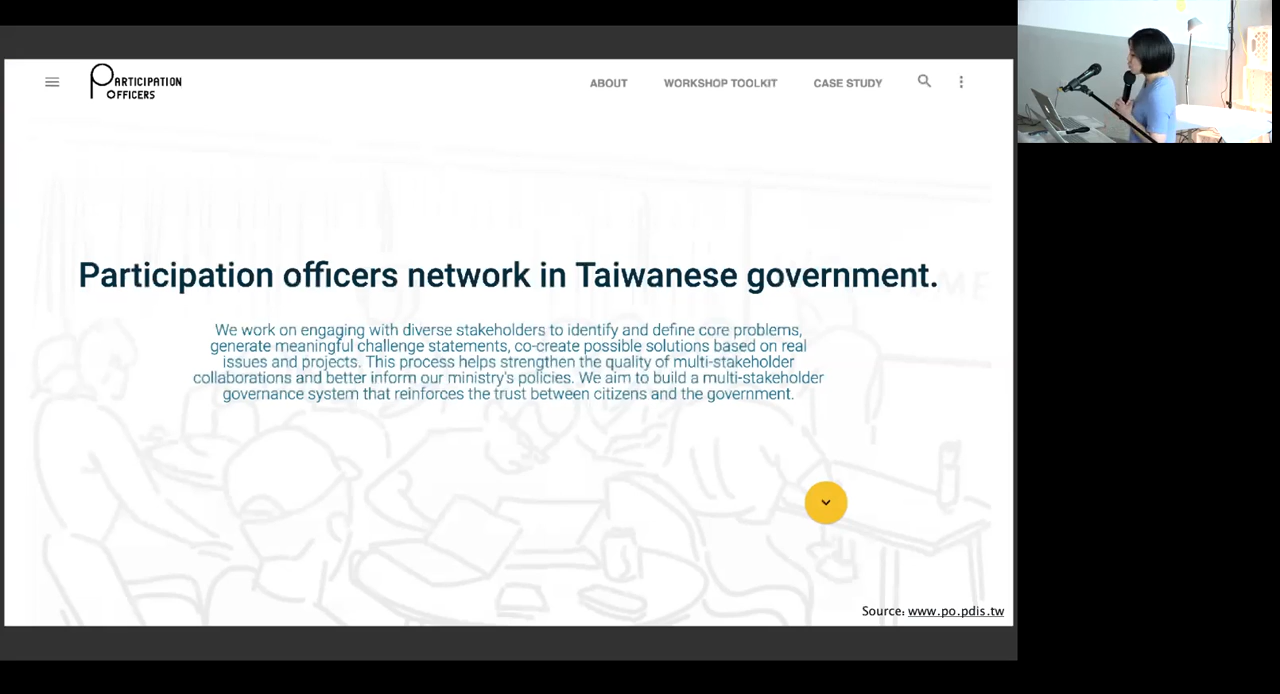 PARTICIPATION
OFFICERS
ABOUT
WORKSHOP TOOLKIT
CASE STUDY
Participation officers network in Taiwanese government.
We work on engaging with diverse stakeholders to identify and define core problems,
generate meaningful challenge statements, co-create possible solutions based on real
issues and projects. This process helps strengthen the quality of multi-stakeholder
collaborations and better inform our ministry's policies. We aim to build a multi-stakeholder
governance system that reinforces the trust between citizens and the government.
Source: www.po.pdis.tw